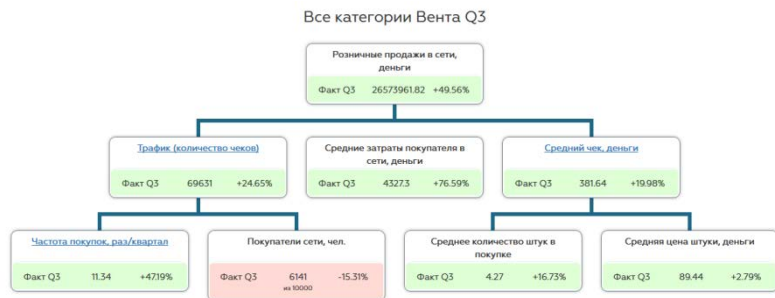 Все категории Вента Q3
Розничные продажи в сети,
деньги
Факт Q3 26573961.82 +49.56%
Трафик (количество чеков)
Факт Q3 69631 +24.65%
Средние затраты покупателя в
сети, деньги
Факт Q3 4327.3 +76.59%
Средний чек, деньги
Факт Q3 381.64 +19.98%
Частота покупок, раз/квартал
Факт Q3 11.34 +47.19%
Покупатели сети, чел.
Факт Q3 6141 -15.31%
из 10000
Среднее количество штук в
покупке
Факт Q3 4.27 +16.73%
Средняя цена штуки, деньги
Факт Q3 89.44 +2.79%